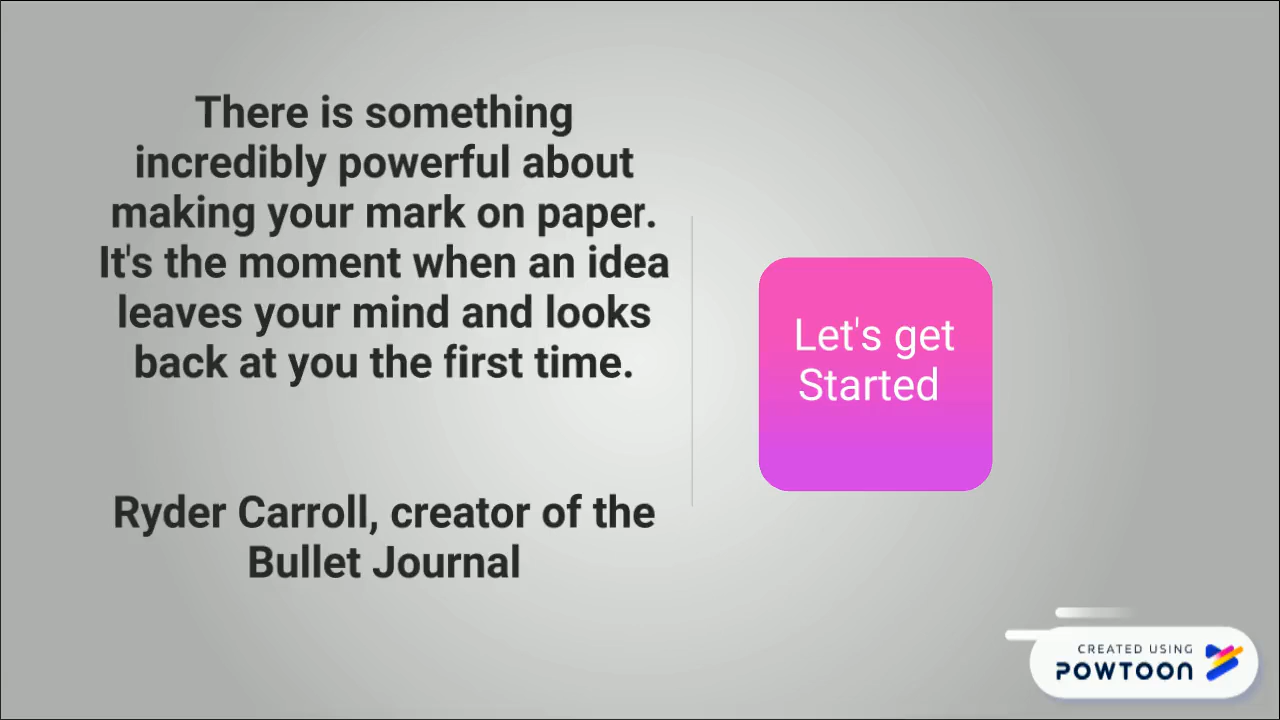 There is something
incredibly powerful about
making your mark on paper.
It's the moment when an idea
leaves your mind and looks
back at you the first time.
Ryder Carroll, creator of the
Bullet Journal
Let's get
Started
CREATED USING
POWTOON